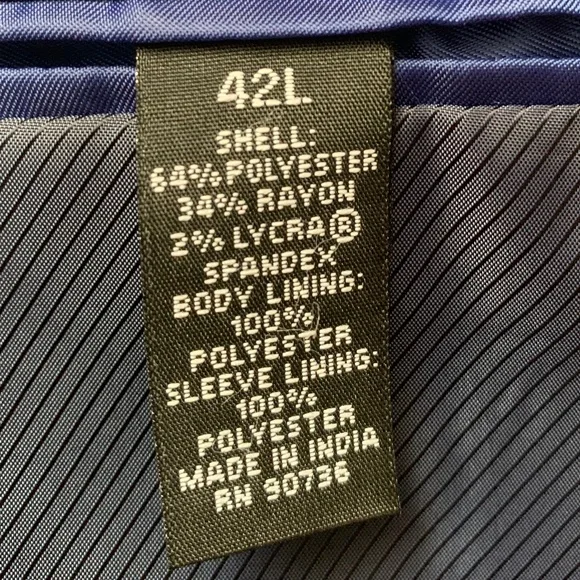 42L
SHELL:
64% POLYESTER
34% RAYON
2% LYCRA®
SPANDEX
BODY LINING:
100%
POLYESTER
SLEEVE LINING:
100%
POLYESTER
MADE IN INDIA
RN 90736